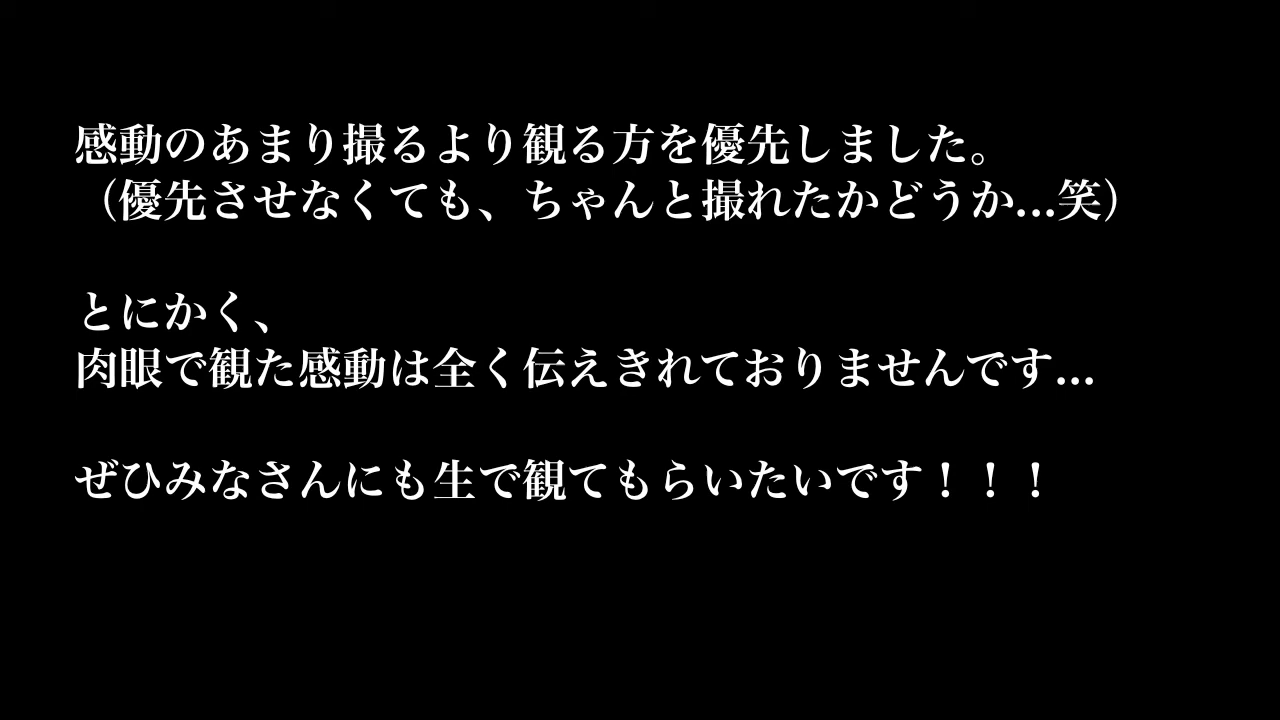 感動のあまり撮るより観る方を優先しました。
（優先させなくても、ちゃんと撮れたかどうか...笑）
とにかく、
肉眼で観た感動は全く伝えきれておりませんです...
ぜひみなさんにも生で観てもらいたいです！！！